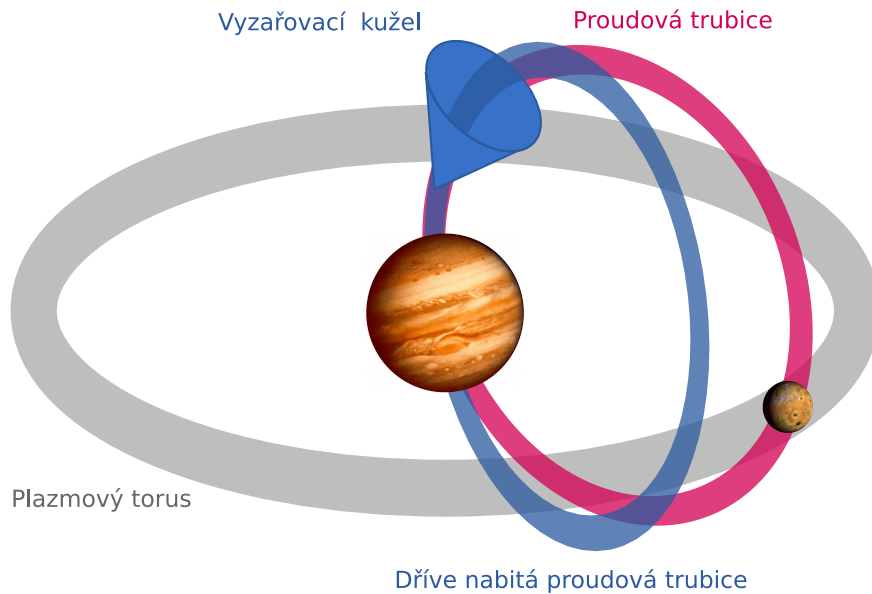 Vyzařovací kužel
Proudová trubice
Plazmový torus
Dříve nabitá proudová trubice